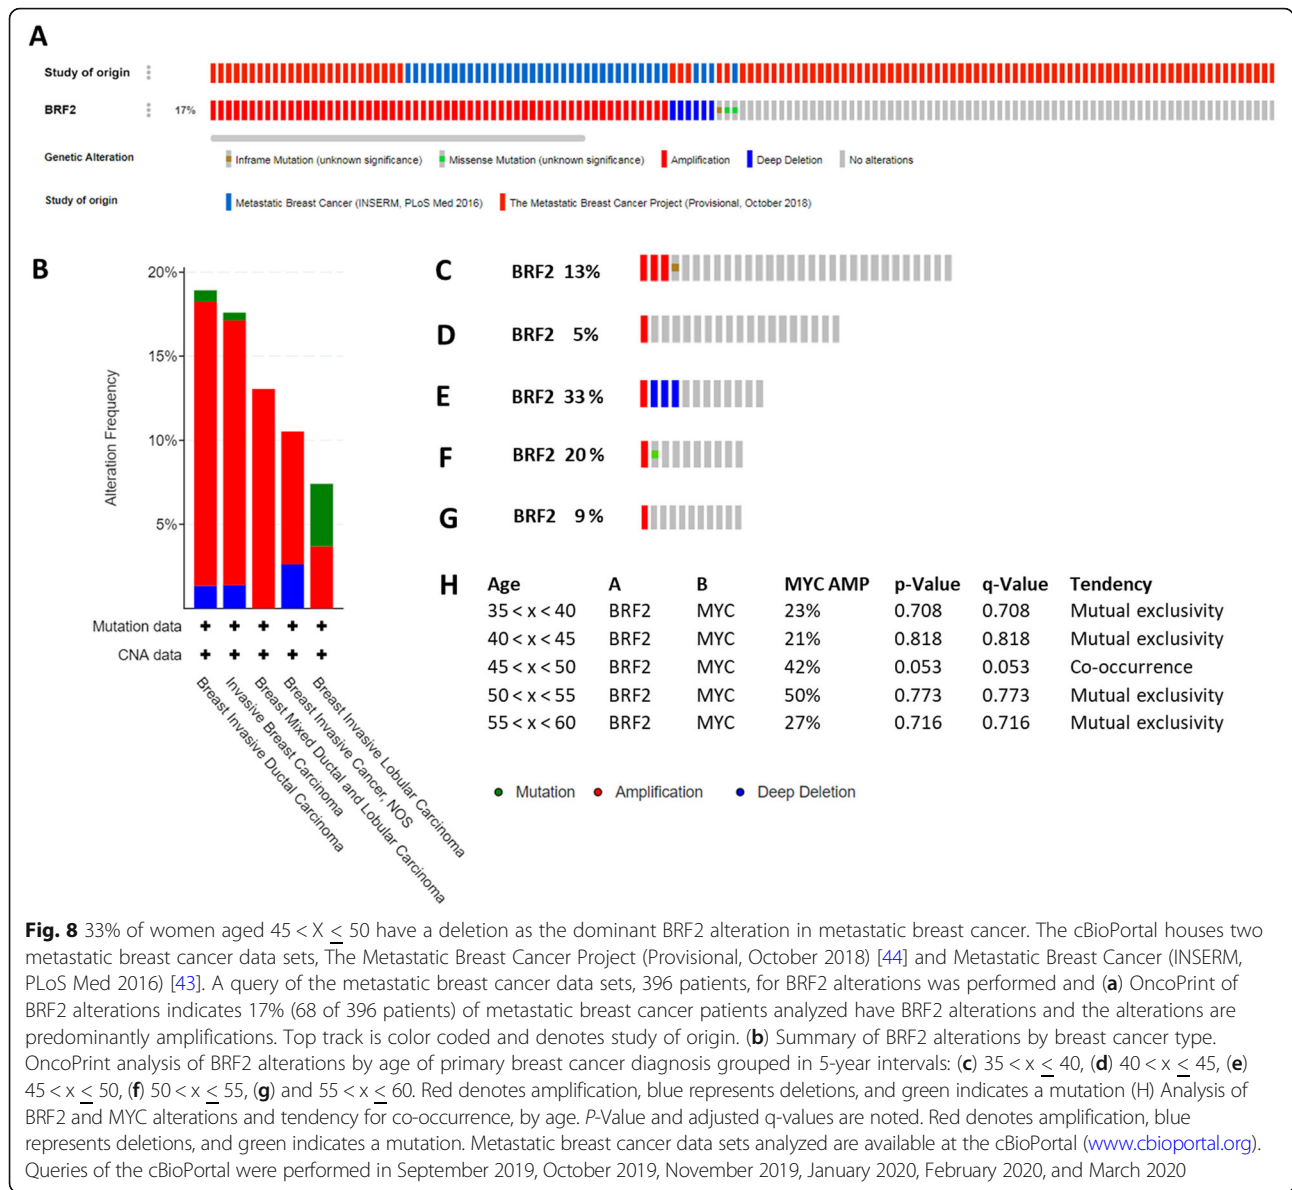 A
Study of origin
BRF2 17%
Genetic Alteration Inframe Mutation (unknown significance) Missense Mutation (unknown significance) Amplification Deep Deletion No alterations
Study of origin Metastatic Breast Cancer (INSERM, PLoS Med 2016) The Metastatic Breast Cancer Project (Provisional, October 2018)
B
Alteration Frequency
20%
15%
10%
5%
Mutation data + + + + +
CNA data + + + + +
Breast Invasive Ductal Carcinoma
Invasive Breast Carcinoma
Breast Mixed Ductal and Lobular Carcinoma
Breast Invasive Cancer, NOS
Breast Invasive Lobular Carcinoma
C BRF2 13%
D BRF2 5%
E BRF2 33%
F BRF2 20%
G BRF2 9%
H Age A B MYC AMP p-Value q-Value Tendency
35 < x < 40 BRF2 MYC 23% 0.708 0.708 Mutual exclusivity
40 < x < 45 BRF2 MYC 21% 0.818 0.818 Mutual exclusivity
45 < x < 50 BRF2 MYC 42% 0.053 0.053 Co-occurrence
50 < x < 55 BRF2 MYC 50% 0.773 0.773 Mutual exclusivity
55 < x < 60 BRF2 MYC 27% 0.716 0.716 Mutual exclusivity
Mutation Amplification Deep Deletion
Fig. 8 33% of women aged 45 < X ≤ 50 have a deletion as the dominant BRF2 alteration in metastatic breast cancer. The cBioPortal houses two
metastatic breast cancer data sets, The Metastatic Breast Cancer Project (Provisional, October 2018) [44] and Metastatic Breast Cancer (INSERM,
PLoS Med 2016) [43]. A query of the metastatic breast cancer data sets, 396 patients, for BRF2 alterations was performed and (a) OncoPrint of
BRF2 alterations indicates 17% (68 of 396 patients) of metastatic breast cancer patients analyzed have BRF2 alterations and the alterations are
predominantly amplifications. Top track is color coded and denotes study of origin. (b) Summary of BRF2 alterations by breast cancer type.
OncoPrint analysis of BRF2 alterations by age of primary breast cancer diagnosis grouped in 5-year intervals: (c) 35 < x ≤ 40, (d) 40 < x ≤ 45, (e)
45 < x ≤ 50, (f) 50 < x ≤ 55, (g) and 55 < x ≤ 60. Red denotes amplification, blue represents deletions, and green indicates a mutation (H) Analysis of
BRF2 and MYC alterations and tendency for co-occurrence, by age. P-Value and adjusted q-values are noted. Red denotes amplification, blue
represents deletions, and green indicates a mutation. Metastatic breast cancer data sets analyzed are available at the cBioPortal (www.cbioportal.org).
Queries of the cBioPortal were performed in September 2019, October 2019, November 2019, January 2020, February 2020, and March 2020